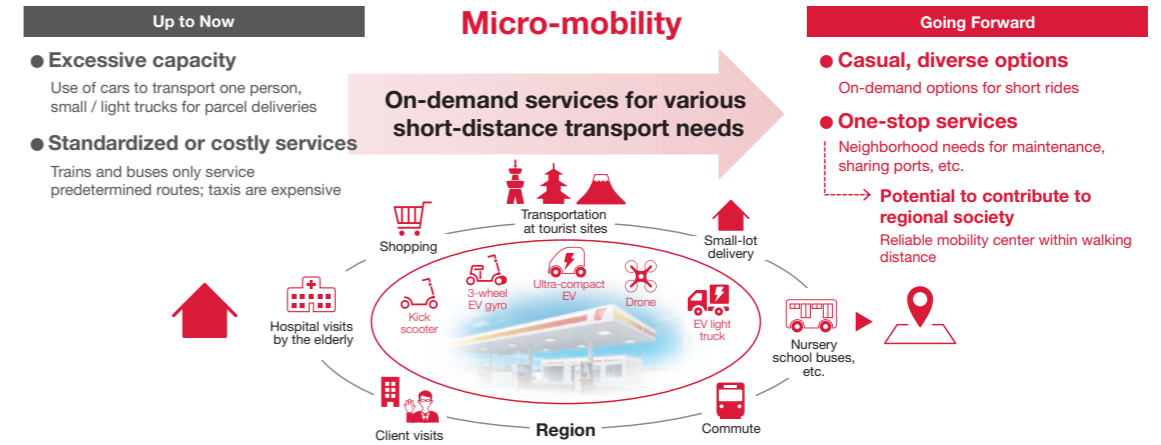 Up to Now
Micro-mobility
Going Forward
● Excessive capacity
Use of cars to transport one person,
small / light trucks for parcel deliveries
● Standardized or costly services
Trains and buses only service
predetermined routes; taxis are expensive
On-demand services for various
short-distance transport needs
● Casual, diverse options
On-demand options for short rides
● One-stop services
Neighborhood needs for maintenance,
sharing ports, etc.
Potential to contribute to
regional society
Reliable mobility center within walking
distance
Shopping
Transportation
at tourist sites
Small-lot
delivery
Hospital visits
by the elderly
Kick
scooter
3-wheel
EV gyro
Ultra-compact
EV
Drone
EV light
truck
Nursery
school buses,
etc.
Client visits
Region
Commute